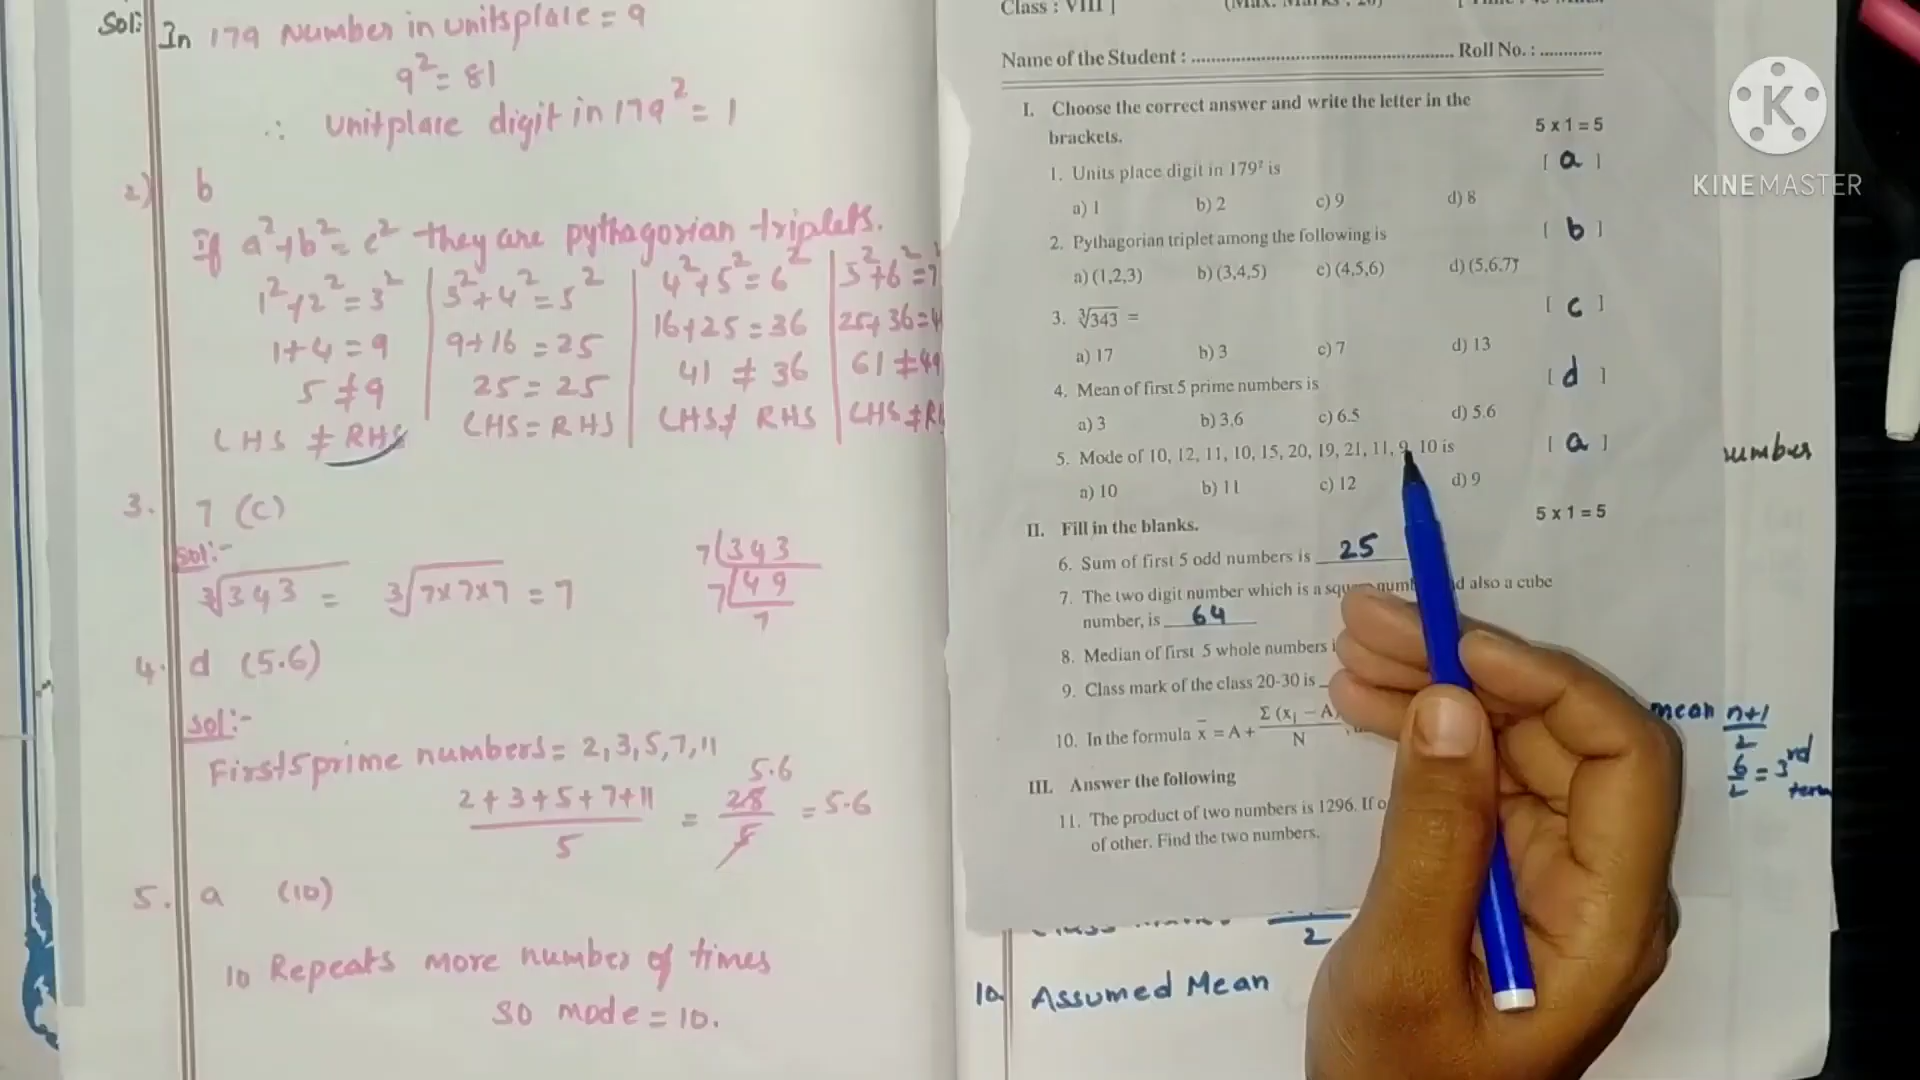 Sol: In 179 Number in unitsplace = 9
9² = 81
∴ Unitplace digit in 179² = 1
2) b
If a²+b² = c² they are pythagorian triplets.
1²+2² = 3² 3²+4² = 5² 4²+5² = 6² 5²+6² = 7
1+4 = 9 9+16 = 25 16+25 = 36 25+36 = 4
5 ≠ 9 25 = 25 41 ≠ 36 61 ≠ 49
LHS ≠ RHS LHS = RHS LHS ≠ RHS LHS ≠ R
3. 7 (c)
Sol:-
∛343 = ∛7×7×7 = 7
7 343
7 49
7
4. d (5.6)
Sol:-
First 5 prime numbers = 2, 3, 5, 7, 11
5.6
2+3+5+7+11 = 28 = 5.6
5 5
5. a (10)
10 Repeats more number of times
so mode = 10.
Class : VIII ]
Name of the Student : .......... Roll No. : ..........
I. Choose the correct answer and write the letter in the
brackets. 5 x 1 = 5
1. Units place digit in 179² is [ a ]
a) 1 b) 2 c) 9 d) 8
2. Pythagorian triplet among the following is [ b ]
a) (1,2,3) b) (3,4,5) c) (4,5,6) d) (5,6,7)
3. ∛343 = [ c ]
a) 17 b) 3 c) 7 d) 13
4. Mean of first 5 prime numbers is [ d ]
a) 3 b) 3.6 c) 6.5 d) 5.6
5. Mode of 10, 12, 11, 10, 15, 20, 19, 21, 11, 9, 10 is [ a ]
a) 10 b) 11 c) 12 d) 9
II. Fill in the blanks. 5 x 1 = 5
6. Sum of first 5 odd numbers is 25
7. The two digit number which is a square also a cube
number, is 64
8. Median of first 5 whole numbers
9. Class mark of the class 20-30 is
10. In the formula x̄ = A + Σ (xᵢ − A)
N
III. Answer the following
11. The product of two numbers is 1296. If
of other. Find the two numbers.
2
10. Assumed Mean
mean n+1
2
6 = 3rd
2 term
KINEMASTER